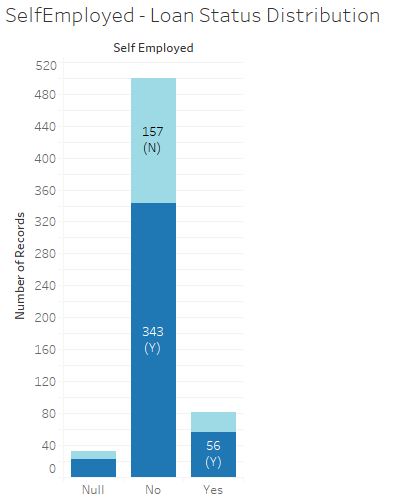 SelfEmployed - Loan Status Distribution
Self Employed
Number of Records
520
480
440
400
360
320
280
240
200
160
120
80
40
0
157
(N)
343
(Y)
56
(Y)
Null
No
Yes